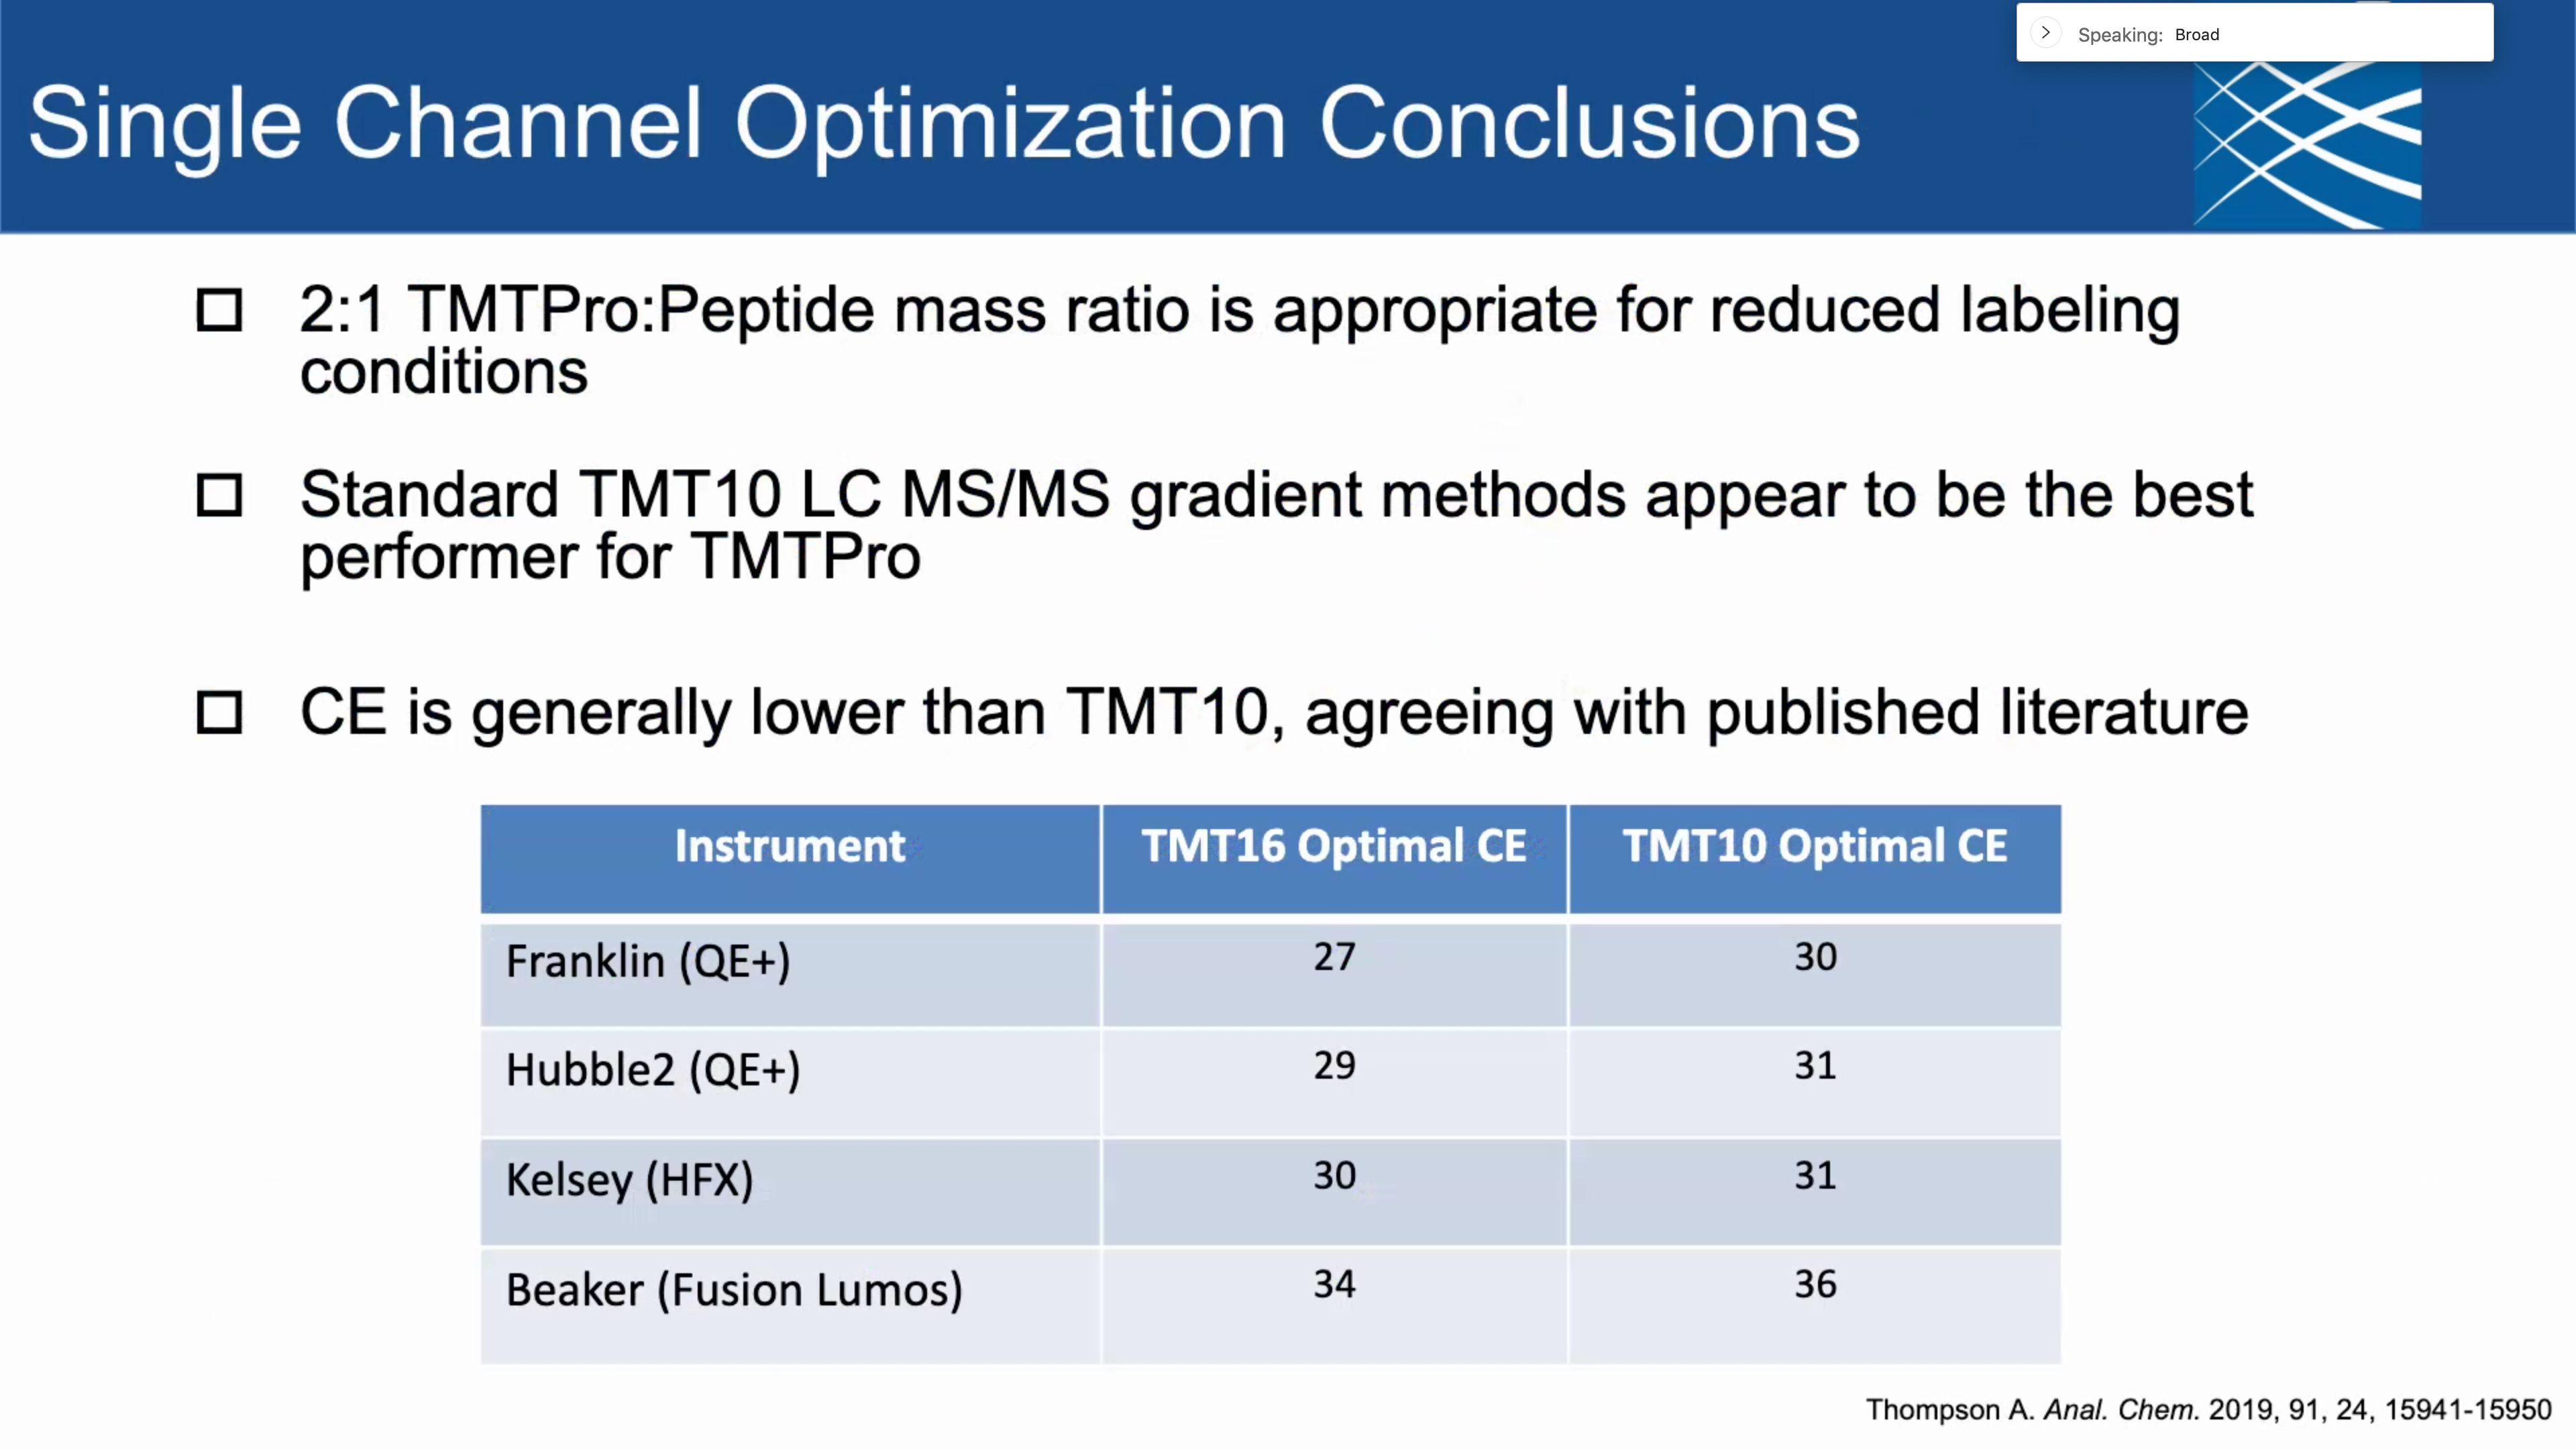 Speaking: Broad
Single Channel Optimization Conclusions
2:1 TMTPro:Peptide mass ratio is appropriate for reduced labeling
conditions
Standard TMT10 LC MS/MS gradient methods appear to be the best
performer for TMTPro
CE is generally lower than TMT10, agreeing with published literature
Instrument TMT16 Optimal CE TMT10 Optimal CE
Franklin (QE+) 27 30
Hubble2 (QE+) 29 31
Kelsey (HFX) 30 31
Beaker (Fusion Lumos) 34 36
Thompson A. Anal. Chem. 2019, 91, 24, 15941-15950